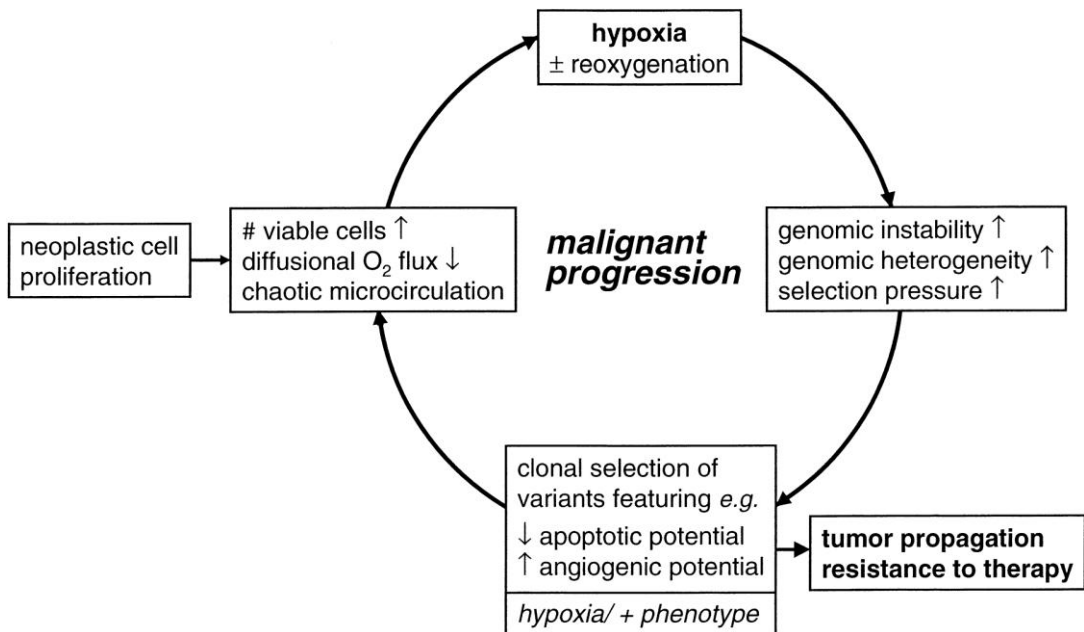 hypoxia
± reoxygenation
neoplastic cell
proliferation
# viable cells ↑
diffusional O₂ flux ↓
chaotic microcirculation
malignant
progression
genomic instability ↑
genomic heterogeneity ↑
selection pressure ↑
clonal selection of
variants featuring e.g.
↓ apoptotic potential
↑ angiogenic potential
hypoxia/ + phenotype
tumor propagation
resistance to therapy